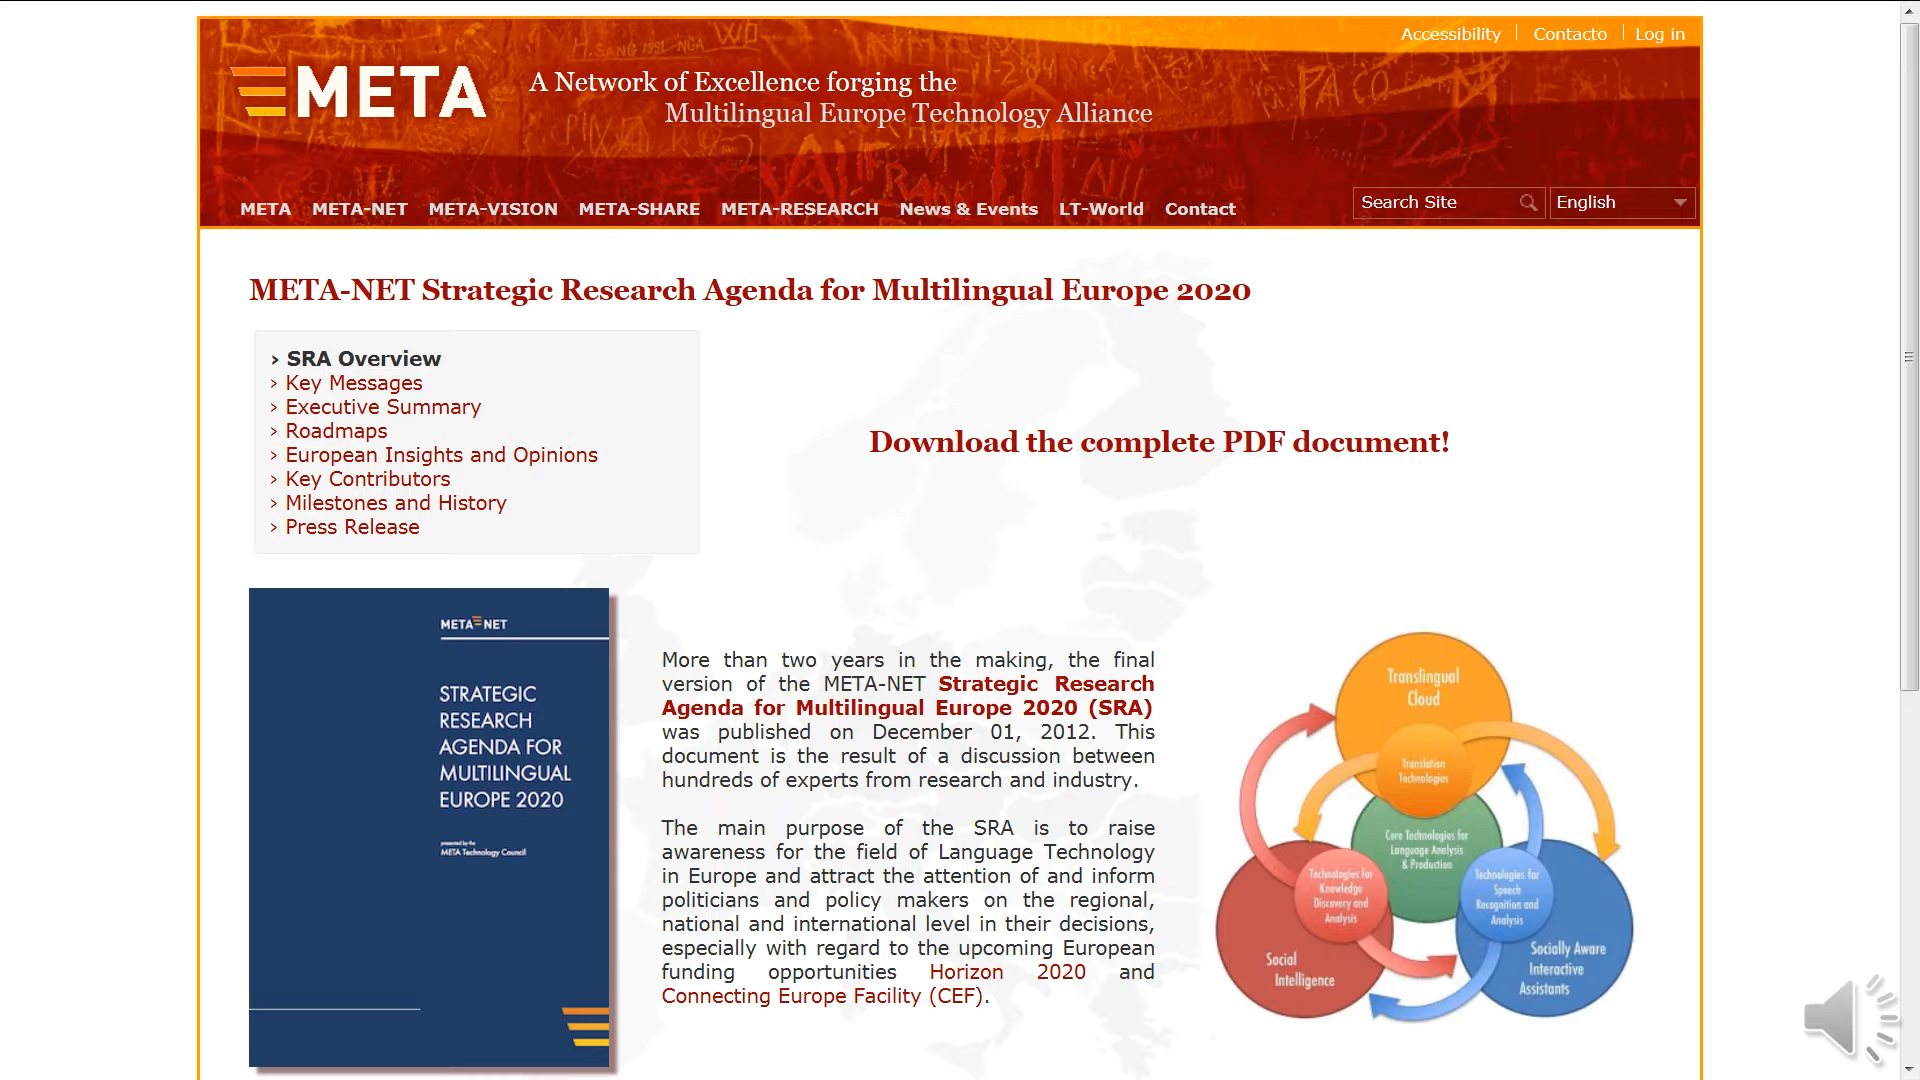 Accessibility
Contacto
Log in
META
A Network of Excellence forging the
Multilingual Europe Technology Alliance
META
META-NET
META-VISION
META-SHARE
META-RESEARCH
News & Events
LT-World
Contact
Search Site
English
META-NET Strategic Research Agenda for Multilingual Europe 2020
› SRA Overview
› Key Messages
› Executive Summary
› Roadmaps
› European Insights and Opinions
› Key Contributors
› Milestones and History
› Press Release
Download the complete PDF document!
META NET
STRATEGIC
RESEARCH
AGENDA FOR
MULTILINGUAL
EUROPE 2020
presented by the
META Technology Council
More than two years in the making, the final
version of the META-NET Strategic Research
Agenda for Multilingual Europe 2020 (SRA)
was published on December 01, 2012. This
document is the result of a discussion between
hundreds of experts from research and industry.
The main purpose of the SRA is to raise
awareness for the field of Language Technology
in Europe and attract the attention of and inform
politicians and policy makers on the regional,
national and international level in their decisions,
especially with regard to the upcoming European
funding opportunities Horizon 2020 and
Connecting Europe Facility (CEF).
Translingual
Cloud
Translation
Technologies
Core Technologies for
Language Analysis
& Production
Technologies for
Knowledge
Discovery and
Analysis
Technologies for
Speech
Recognition and
Analysis
Social
Intelligence
Socially Aware
Interactive
Assistants